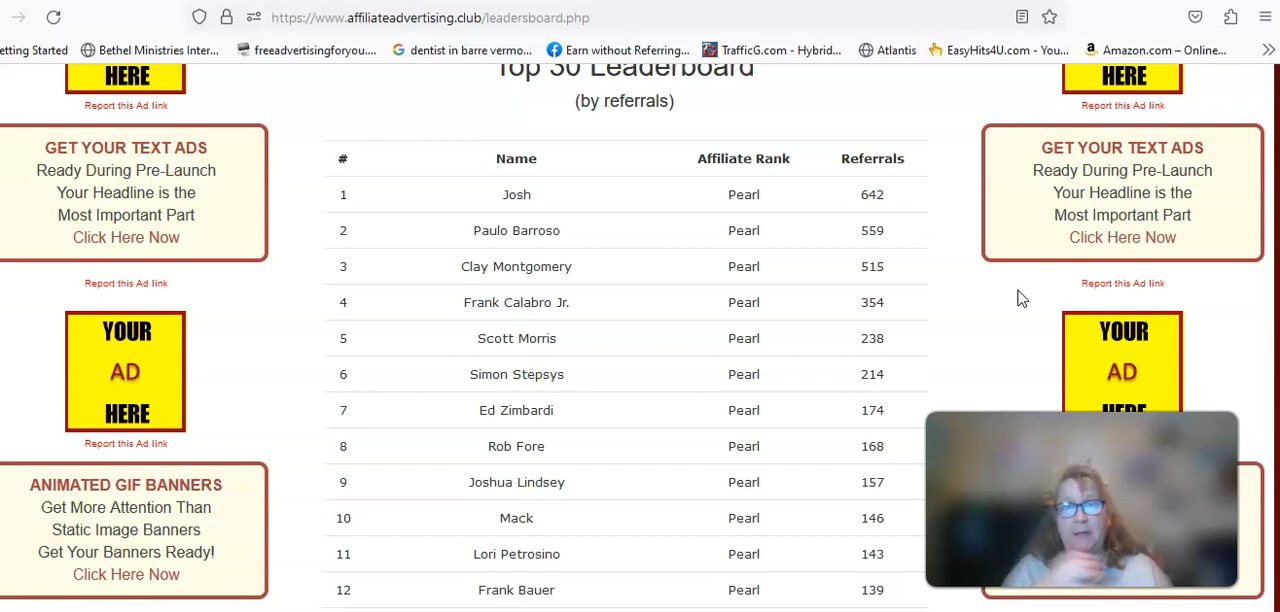 https://www.affiliateadvertising.club/leadersboard.php
etting Started Bethel Ministries Inter... freeadvertisingforyou.... dentist in barre vermo... Earn without Referring... TrafficG.com - Hybrid... Atlantis EasyHits4U.com - You... Amazon.com – Online...
HERE
Report this Ad link
GET YOUR TEXT ADS
Ready During Pre-Launch
Your Headline is the
Most Important Part
Click Here Now
Report this Ad link
YOUR
AD
HERE
Report this Ad link
ANIMATED GIF BANNERS
Get More Attention Than
Static Image Banners
Get Your Banners Ready!
Click Here Now
Top 30 Leaderboard
(by referrals)
# Name Affiliate Rank Referrals
1 Josh Pearl 642
2 Paulo Barroso Pearl 559
3 Clay Montgomery Pearl 515
4 Frank Calabro Jr. Pearl 354
5 Scott Morris Pearl 238
6 Simon Stepsys Pearl 214
7 Ed Zimbardi Pearl 174
8 Rob Fore Pearl 168
9 Joshua Lindsey Pearl 157
10 Mack Pearl 146
11 Lori Petrosino Pearl 143
12 Frank Bauer Pearl 139
HERE
Report this Ad link
GET YOUR TEXT ADS
Ready During Pre-Launch
Your Headline is the
Most Important Part
Click Here Now
Report this Ad link
YOUR
AD
HERE